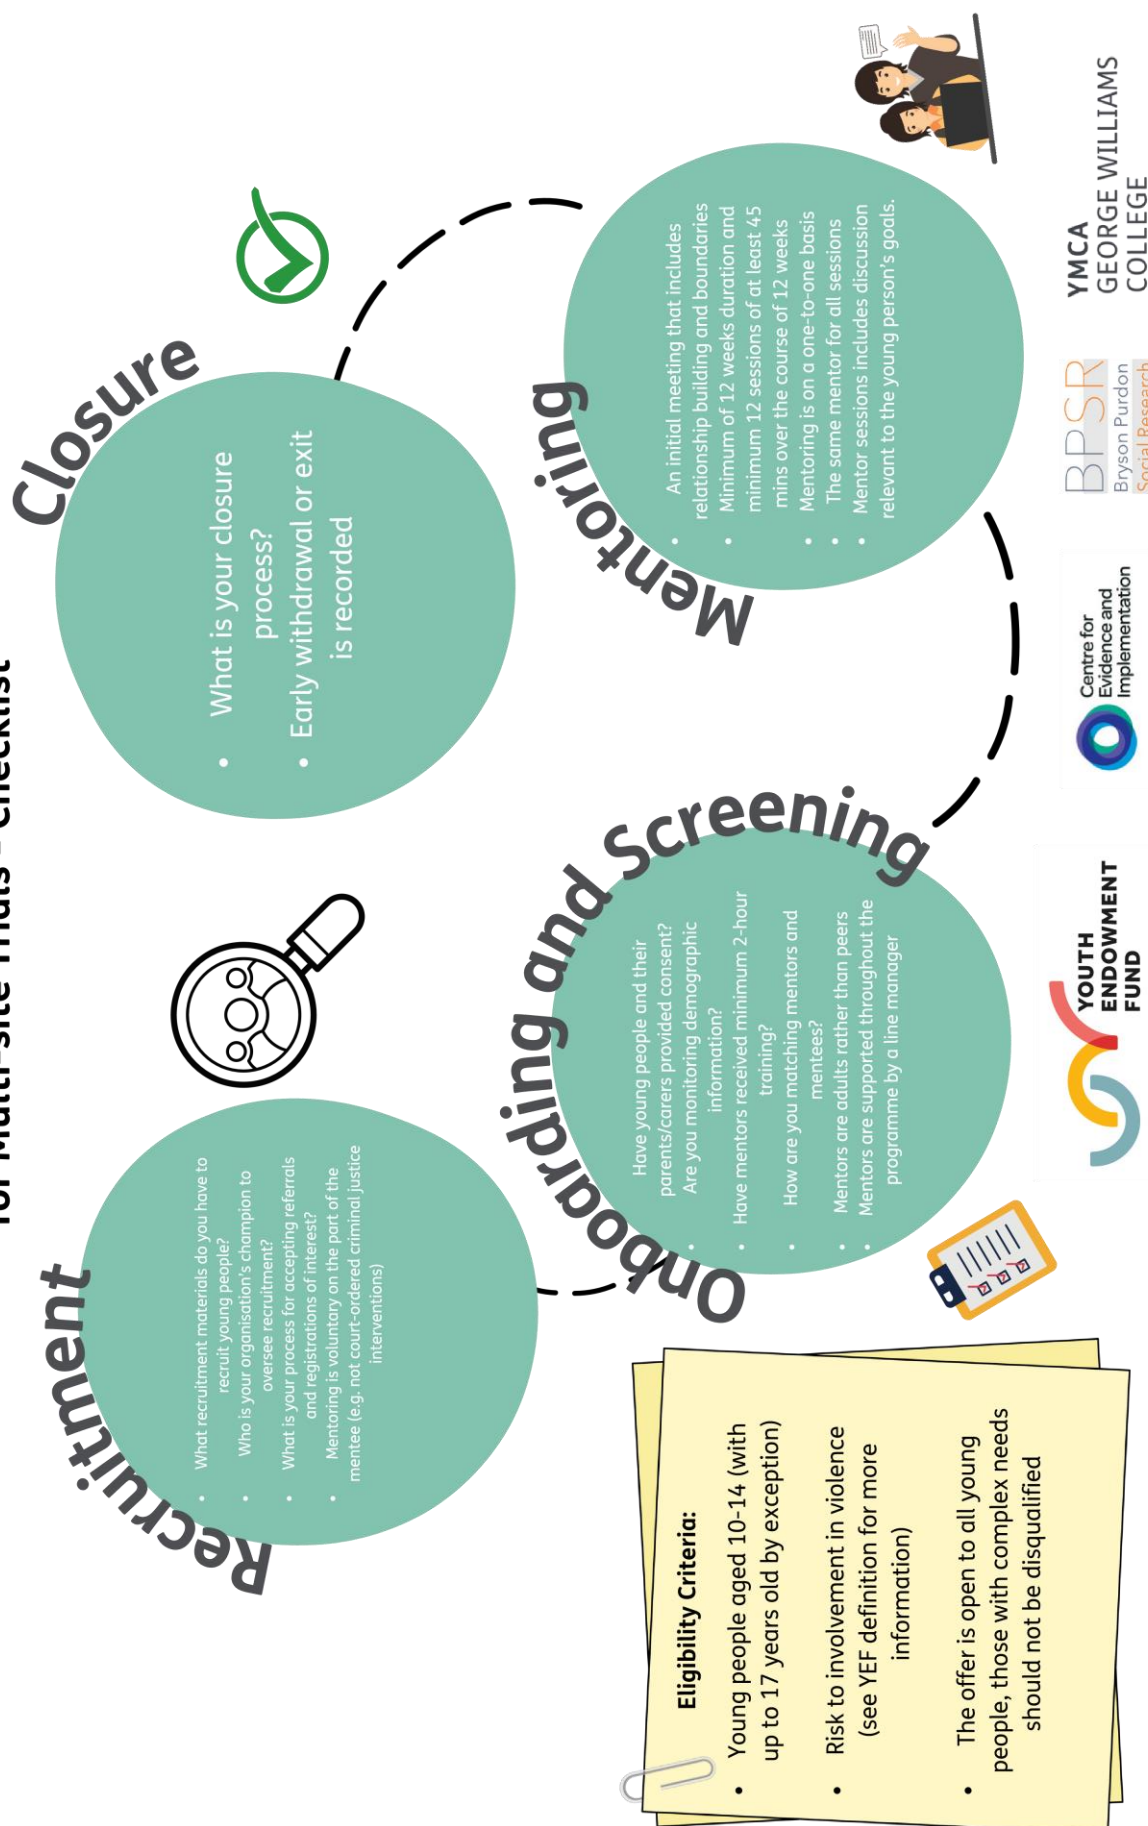 for Multi-site Trials - Checklist
Recruitment
• What recruitment materials do you have to
recruit young people?
• Who is your organisation's champion to
oversee recruitment?
• What is your process for accepting referrals
and registrations of interest?
• Mentoring is voluntary on the part of the
mentee (e.g. not court-ordered criminal justice
interventions)
Closure
• What is your closure
process?
• Early withdrawal or exit
is recorded
Onboarding and Screening
Have young people and their
parents/carers provided consent?
• Are you monitoring demographic
information?
• Have mentors received minimum 2-hour
training?
• How are you matching mentors and
mentees?
• Mentors are adults rather than peers
• Mentors are supported throughout the
programme by a line manager
Mentoring
• An initial meeting that includes
relationship building and boundaries
• Minimum of 12 weeks duration and
minimum 12 sessions of at least 45
mins over the course of 12 weeks
• Mentoring is on a one-to-one basis
• The same mentor for all sessions
• Mentor sessions includes discussion
relevant to the young person's goals.
Eligibility Criteria:
• Young people aged 10-14 (with
up to 17 years old by exception)
• Risk to involvement in violence
(see YEF definition for more
information)
• The offer is open to all young
people, those with complex needs
should not be disqualified
YOUTH
ENDOWMENT
FUND
Centre for
Evidence and
Implementation
BPSR
Bryson Purdon
Social Research
YMCA
GEORGE WILLIAMS
COLLEGE